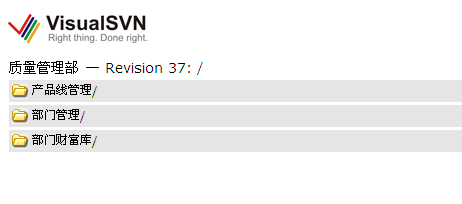 VisualSVN
Right thing. Done right.
质量管理部 — Revision 37: /
产品线管理/
部门管理/
部门财富库/